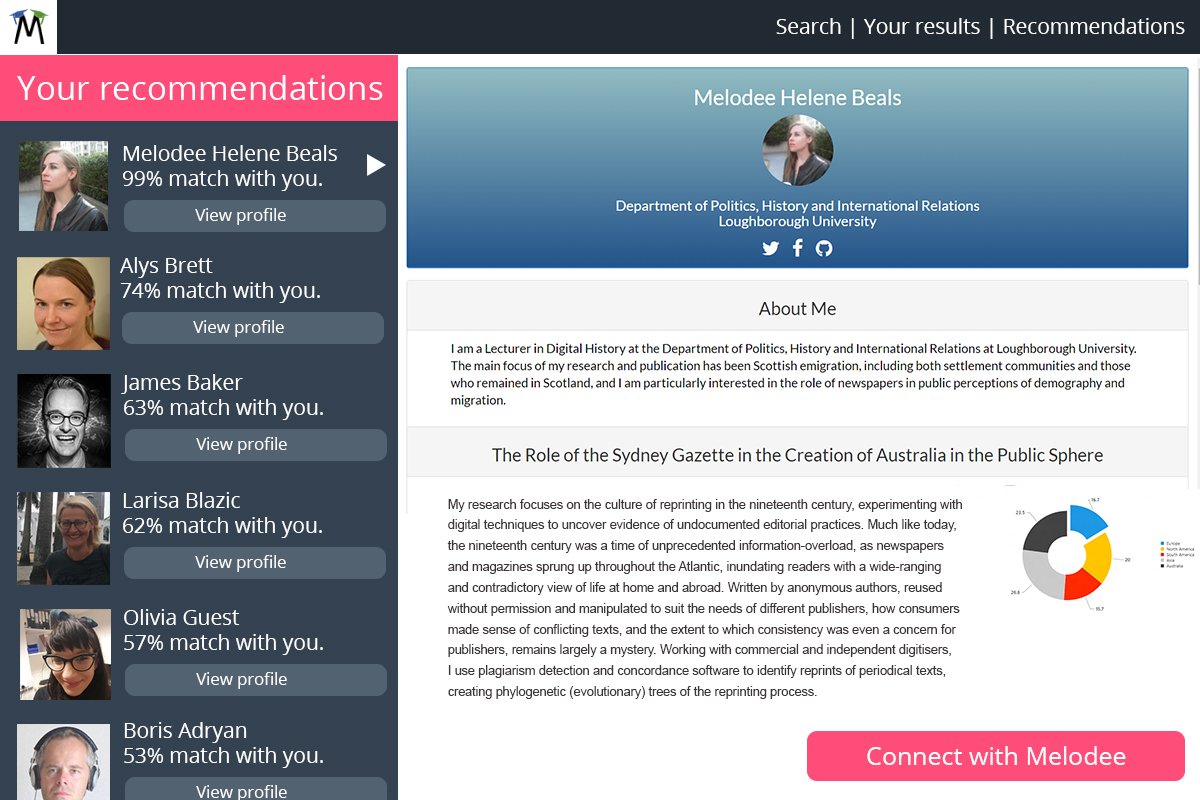 M
Search | Your results | Recommendations
Your recommendations
Melodee Helene Beals
99% match with you.
View profile
Alys Brett
74% match with you.
View profile
James Baker
63% match with you.
View profile
Larisa Blazic
62% match with you.
View profile
Olivia Guest
57% match with you.
View profile
Boris Adryan
53% match with you.
View profile
Melodee Helene Beals
Department of Politics, History and International Relations
Loughborough University
About Me
I am a Lecturer in Digital History at the Department of Politics, History and International Relations at Loughborough University.
The main focus of my research and publication has been Scottish emigration, including both settlement communities and those
who remained in Scotland, and I am particularly interested in the role of newspapers in public perceptions of demography and
migration.
The Role of the Sydney Gazette in the Creation of Australia in the Public Sphere
My research focuses on the culture of reprinting in the nineteenth century, experimenting with
digital techniques to uncover evidence of undocumented editorial practices. Much like today,
the nineteenth century was a time of unprecedented information-overload, as newspapers
and magazines sprung up throughout the Atlantic, inundating readers with a wide-ranging
and contradictory view of life at home and abroad. Written by anonymous authors, reused
without permission and manipulated to suit the needs of different publishers, how consumers
made sense of conflicting texts, and the extent to which consistency was even a concern for
publishers, remains largely a mystery. Working with commercial and independent digitisers,
I use plagiarism detection and concordance software to identify reprints of periodical texts,
creating phylogenetic (evolutionary) trees of the reprinting process.
16.7
23.5
20
15.7
Europe
North America
South America
Asia
Australia
Connect with Melodee